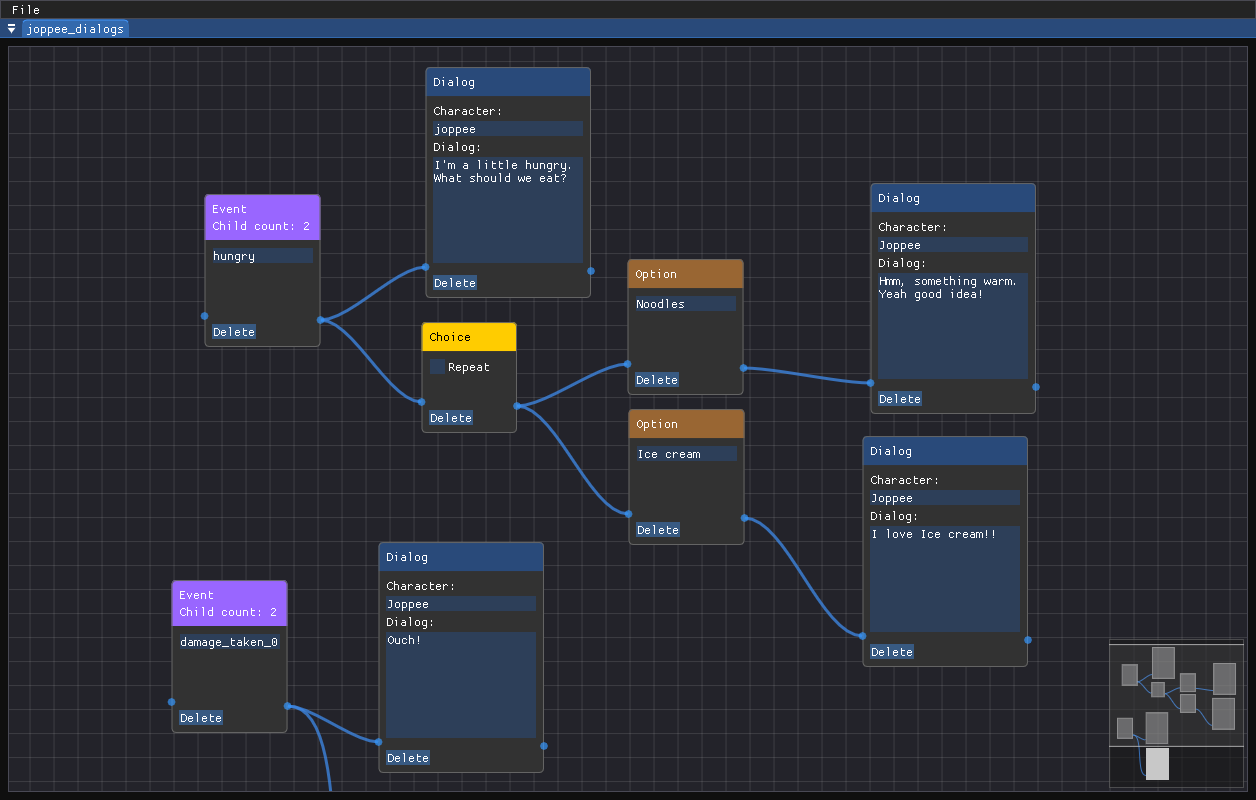 File
joppee_dialogs
Dialog
Character:
joppee
Dialog:
I'm a little hungry.
What should we eat?
Delete
Event
Child count: 2
hungry
Delete
Choice
Repeat
Delete
Option
Noodles
Delete
Dialog
Character:
Joppee
Dialog:
Hmm, something warm.
Yeah good idea!
Delete
Option
Ice cream
Delete
Dialog
Character:
Joppee
Dialog:
I love Ice cream!!
Delete
Event
Child count: 2
damage_taken_0
Delete
Dialog
Character:
Joppee
Dialog:
Ouch!
Delete